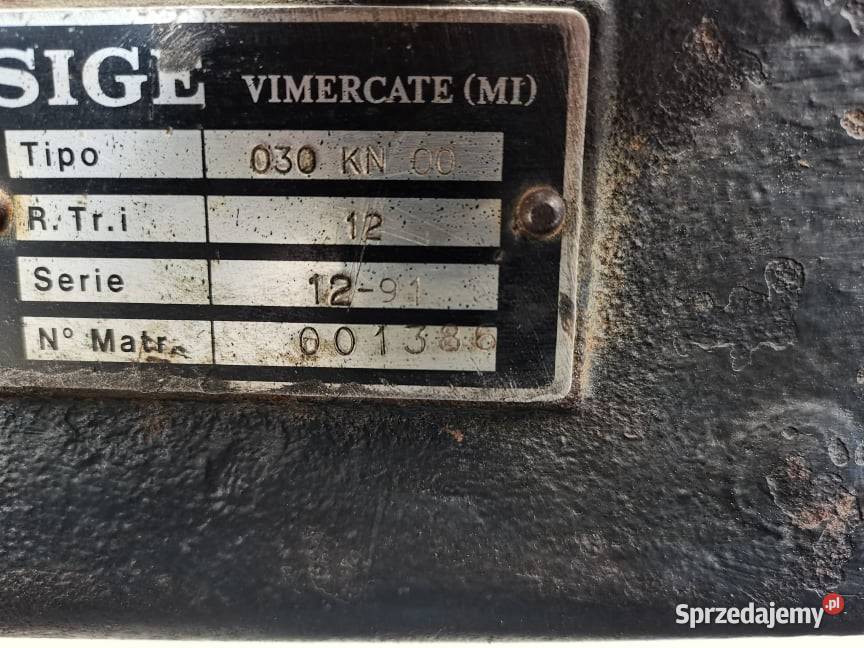 SIGE VIMERCATE (MI)
Tipo 030 KN 00
R. Tr. i 12
Serie 12-91
N° Matr. 001386
Sprzedajemy.pl